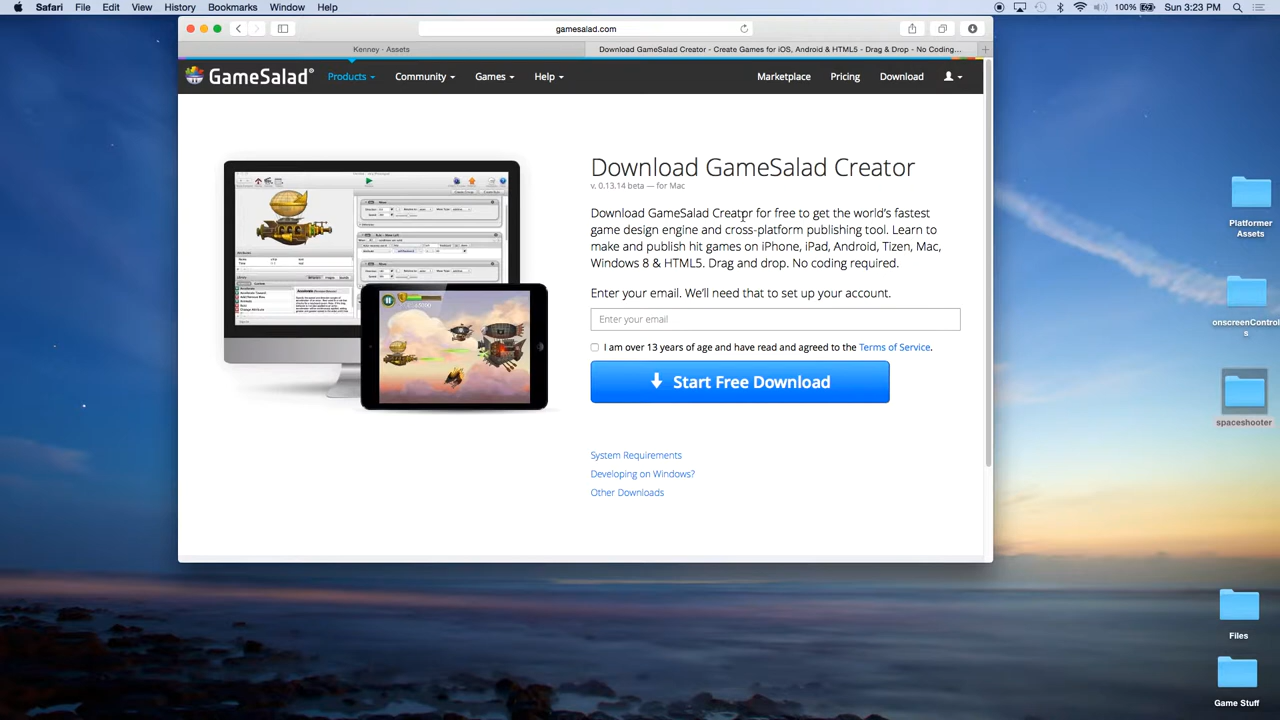 Safari File Edit View History Bookmarks Window Help
100% Sun 3:23 PM
gamesalad.com
Kenney - Assets
Download GameSalad Creator - Create Games for iOS, Android & HTML5 - Drag & Drop - No Coding...
GameSalad® Products Community Games Help Marketplace Pricing Download
Download GameSalad Creator
v. 0.13.14 beta — for Mac
Download GameSalad Creator for free to get the world's fastest
game design engine and cross-platform publishing tool. Learn to
make and publish hit games on iPhone, iPad, Android, Tizen, Mac,
Windows 8 & HTML5. Drag and drop. No coding required.
Enter your email. We'll need that to set up your account.
Enter your email
I am over 13 years of age and have read and agreed to the Terms of Service.
Start Free Download
System Requirements
Developing on Windows?
Other Downloads
Platformer
Assets
onscreenControl
s
spaceshooter
Files
Game Stuff